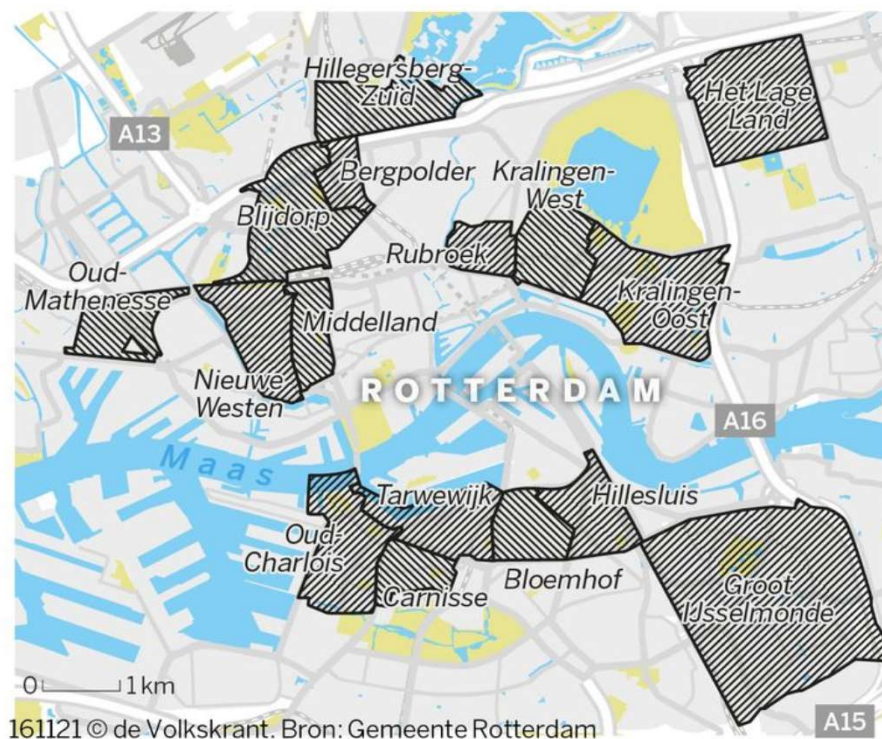 Hillegersberg-
Zuid
Het Lage
Land
A13
Bergpolder
Kralingen-
West
Blijdorp
Rubroek
Oud-
Mathenesse
Kralingen-
Oost
Middelland
Nieuwe
Westen
ROTTERDAM
A16
Maas
Tarwewijk
Hillesluis
Oud-
Charlois
Bloemhof
Carnisse
Groot
IJsselmonde
0 1 km
A15
161121 © de Volkskrant. Bron: Gemeente Rotterdam